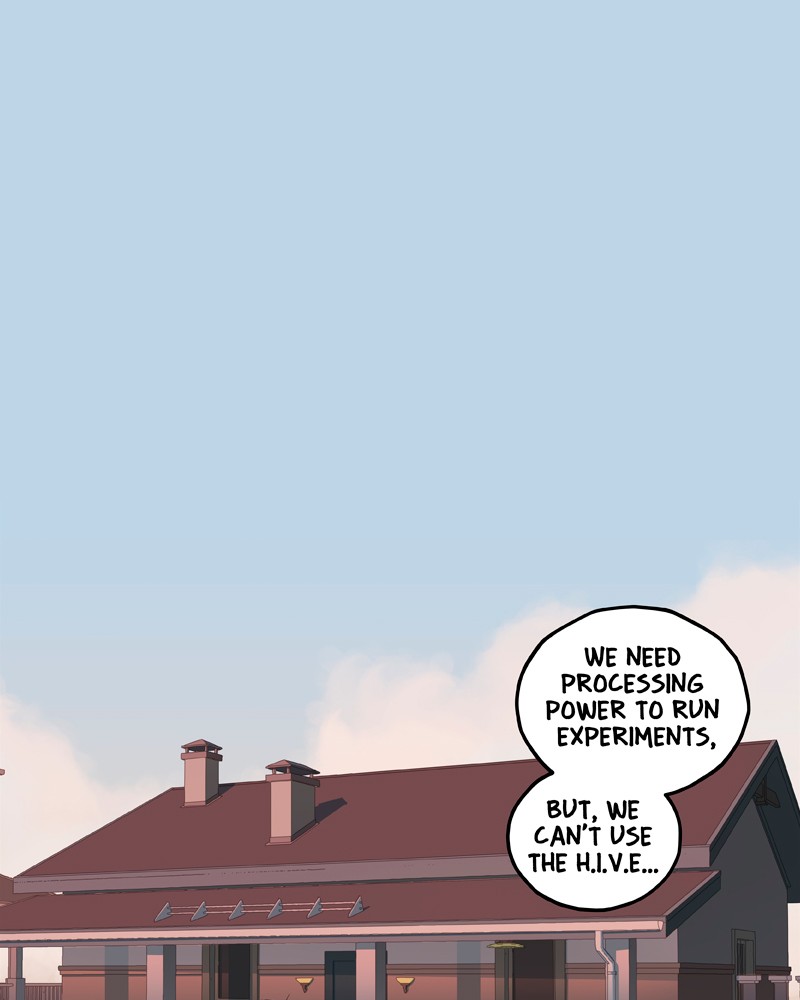 WE NEED
PROCESSING
POWER TO RUN
EXPERIMENTS,
BUT, WE
CAN'T USE
THE H.I.V.E...